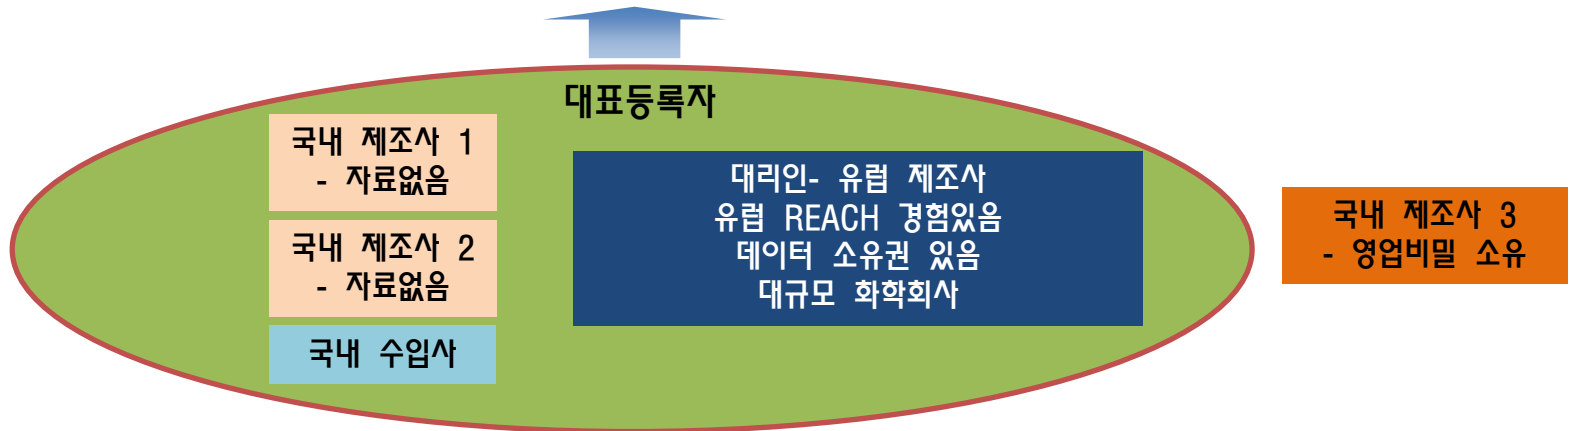 대표등록자
국내 제조사 1
- 자료없음
국내 제조사 2
- 자료없음
국내 수입사
대리인- 유럽 제조사
유럽 REACH 경험있음
데이터 소유권 있음
대규모 화학회사
국내 제조사 3
- 영업비밀 소유